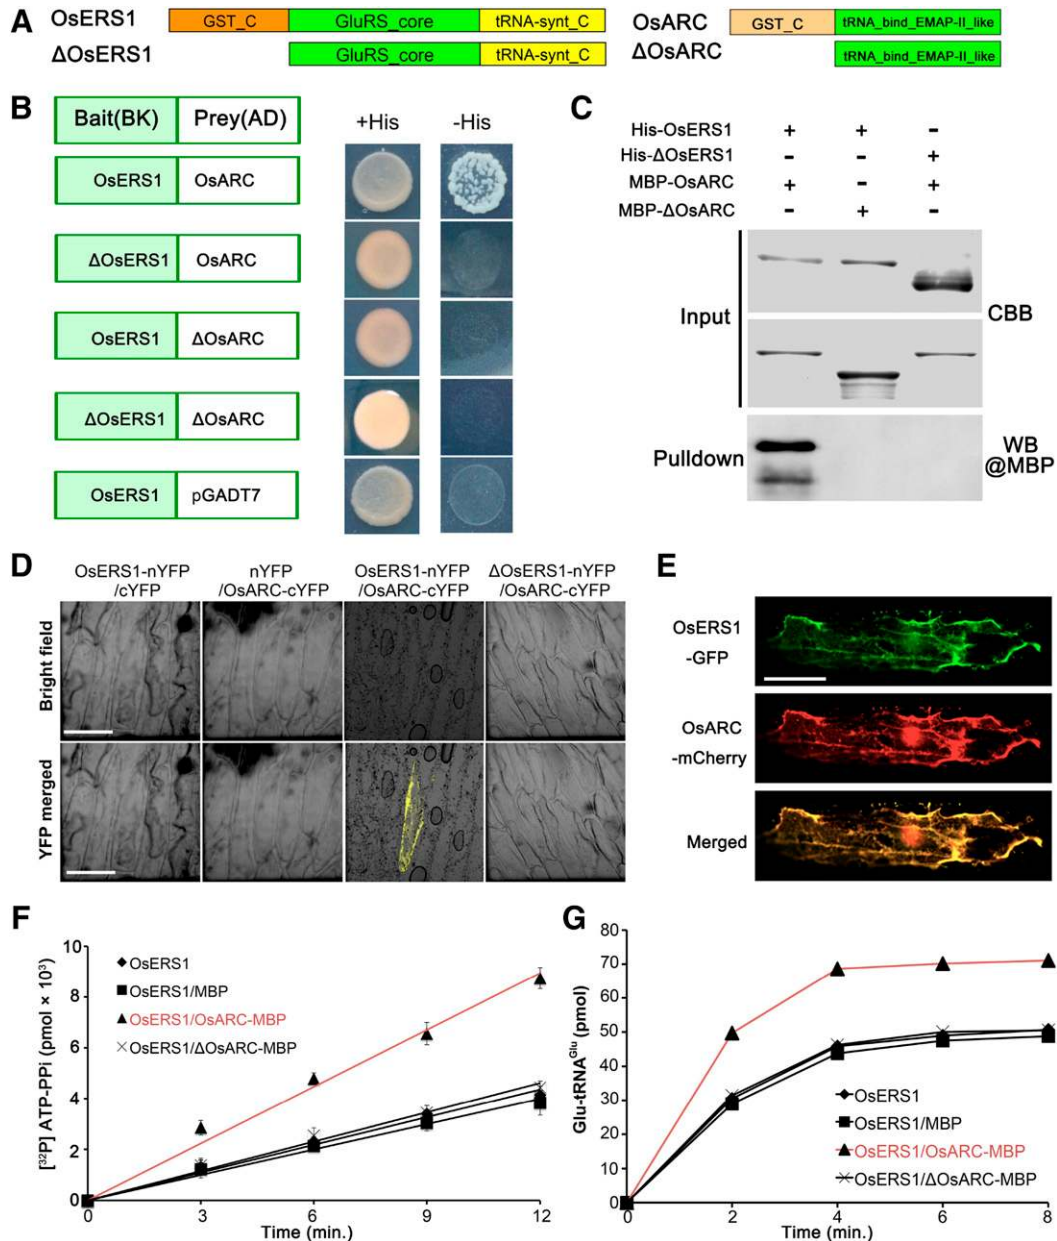 A
OsERS1 GST_C GluRS_core tRNA-synt_C
ΔOsERS1 GluRS_core tRNA-synt_C
OsARC GST_C tRNA_bind_EMAP-II_like
ΔOsARC tRNA_bind_EMAP-II_like
B
Bait(BK) Prey(AD) +His -His
OsERS1 OsARC
ΔOsERS1 OsARC
OsERS1 ΔOsARC
ΔOsERS1 ΔOsARC
OsERS1 pGADT7
C
His-OsERS1 + + -
His-ΔOsERS1 - - +
MBP-OsARC + - +
MBP-ΔOsARC - + -
Input
CBB
Pulldown
WB
@MBP
D
OsERS1-nYFP
/cYFP
nYFP
/OsARC-cYFP
OsERS1-nYFP
/OsARC-cYFP
ΔOsERS1-nYFP
/OsARC-cYFP
Bright field
YFP merged
E
OsERS1
-GFP
OsARC
-mCherry
Merged
F
[³²P] ATP-PPi (pmol × 10³)
10
8
6
4
2
0
OsERS1
OsERS1/MBP
OsERS1/OsARC-MBP
OsERS1/ΔOsARC-MBP
0 3 6 9 12
Time (min.)
G
Glu-tRNA^Glu (pmol)
80
70
60
50
40
30
20
10
0
OsERS1
OsERS1/MBP
OsERS1/OsARC-MBP
OsERS1/ΔOsARC-MBP
0 2 4 6 8
Time (min.)